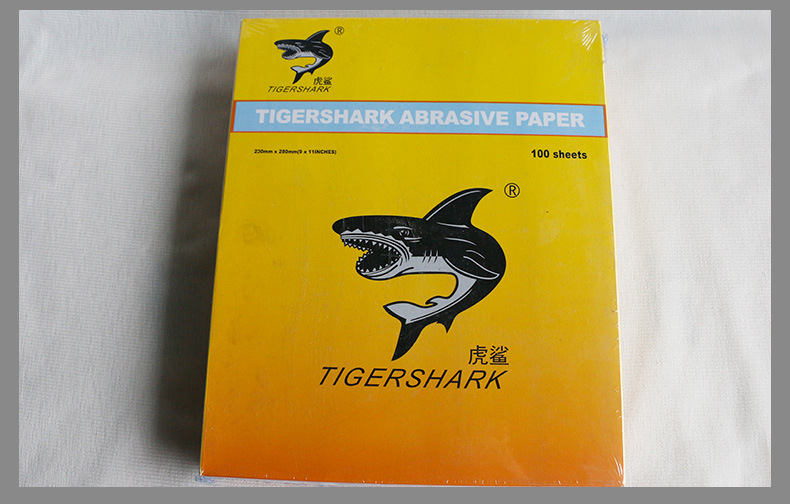 ®
虎鲨
TIGERSHARK
TIGERSHARK ABRASIVE PAPER
230mm x 280mm(9 x 11INCHES)
100 sheets
®
虎鲨
TIGERSHARK